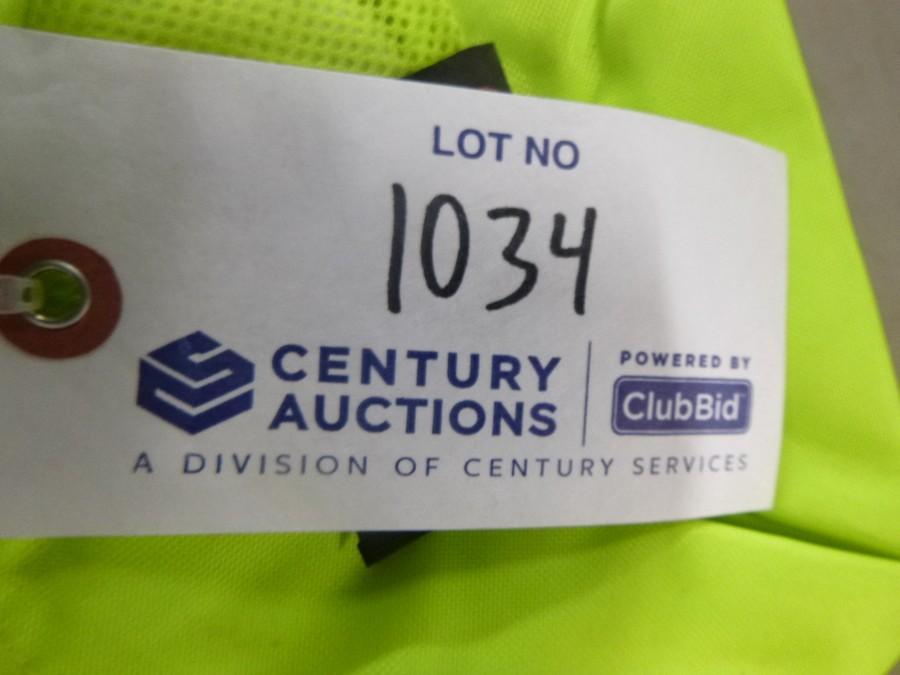 LOT NO
1034
CENTURY
AUCTIONS
POWERED BY
ClubBid
A DIVISION OF CENTURY SERVICES